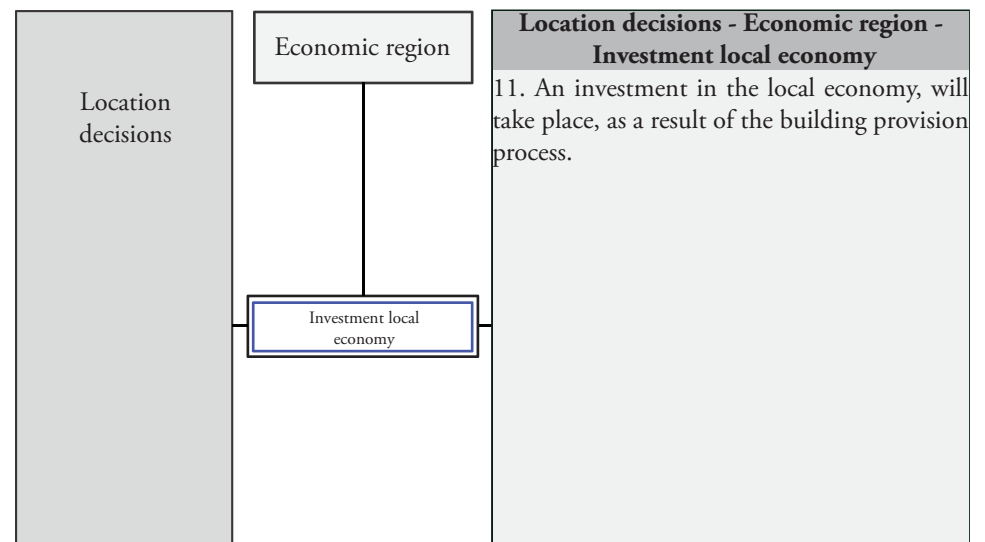 Location
decisions
Economic region
Investment local
economy
Location decisions - Economic region -
Investment local economy
11. An investment in the local economy, will
take place, as a result of the building provision
process.